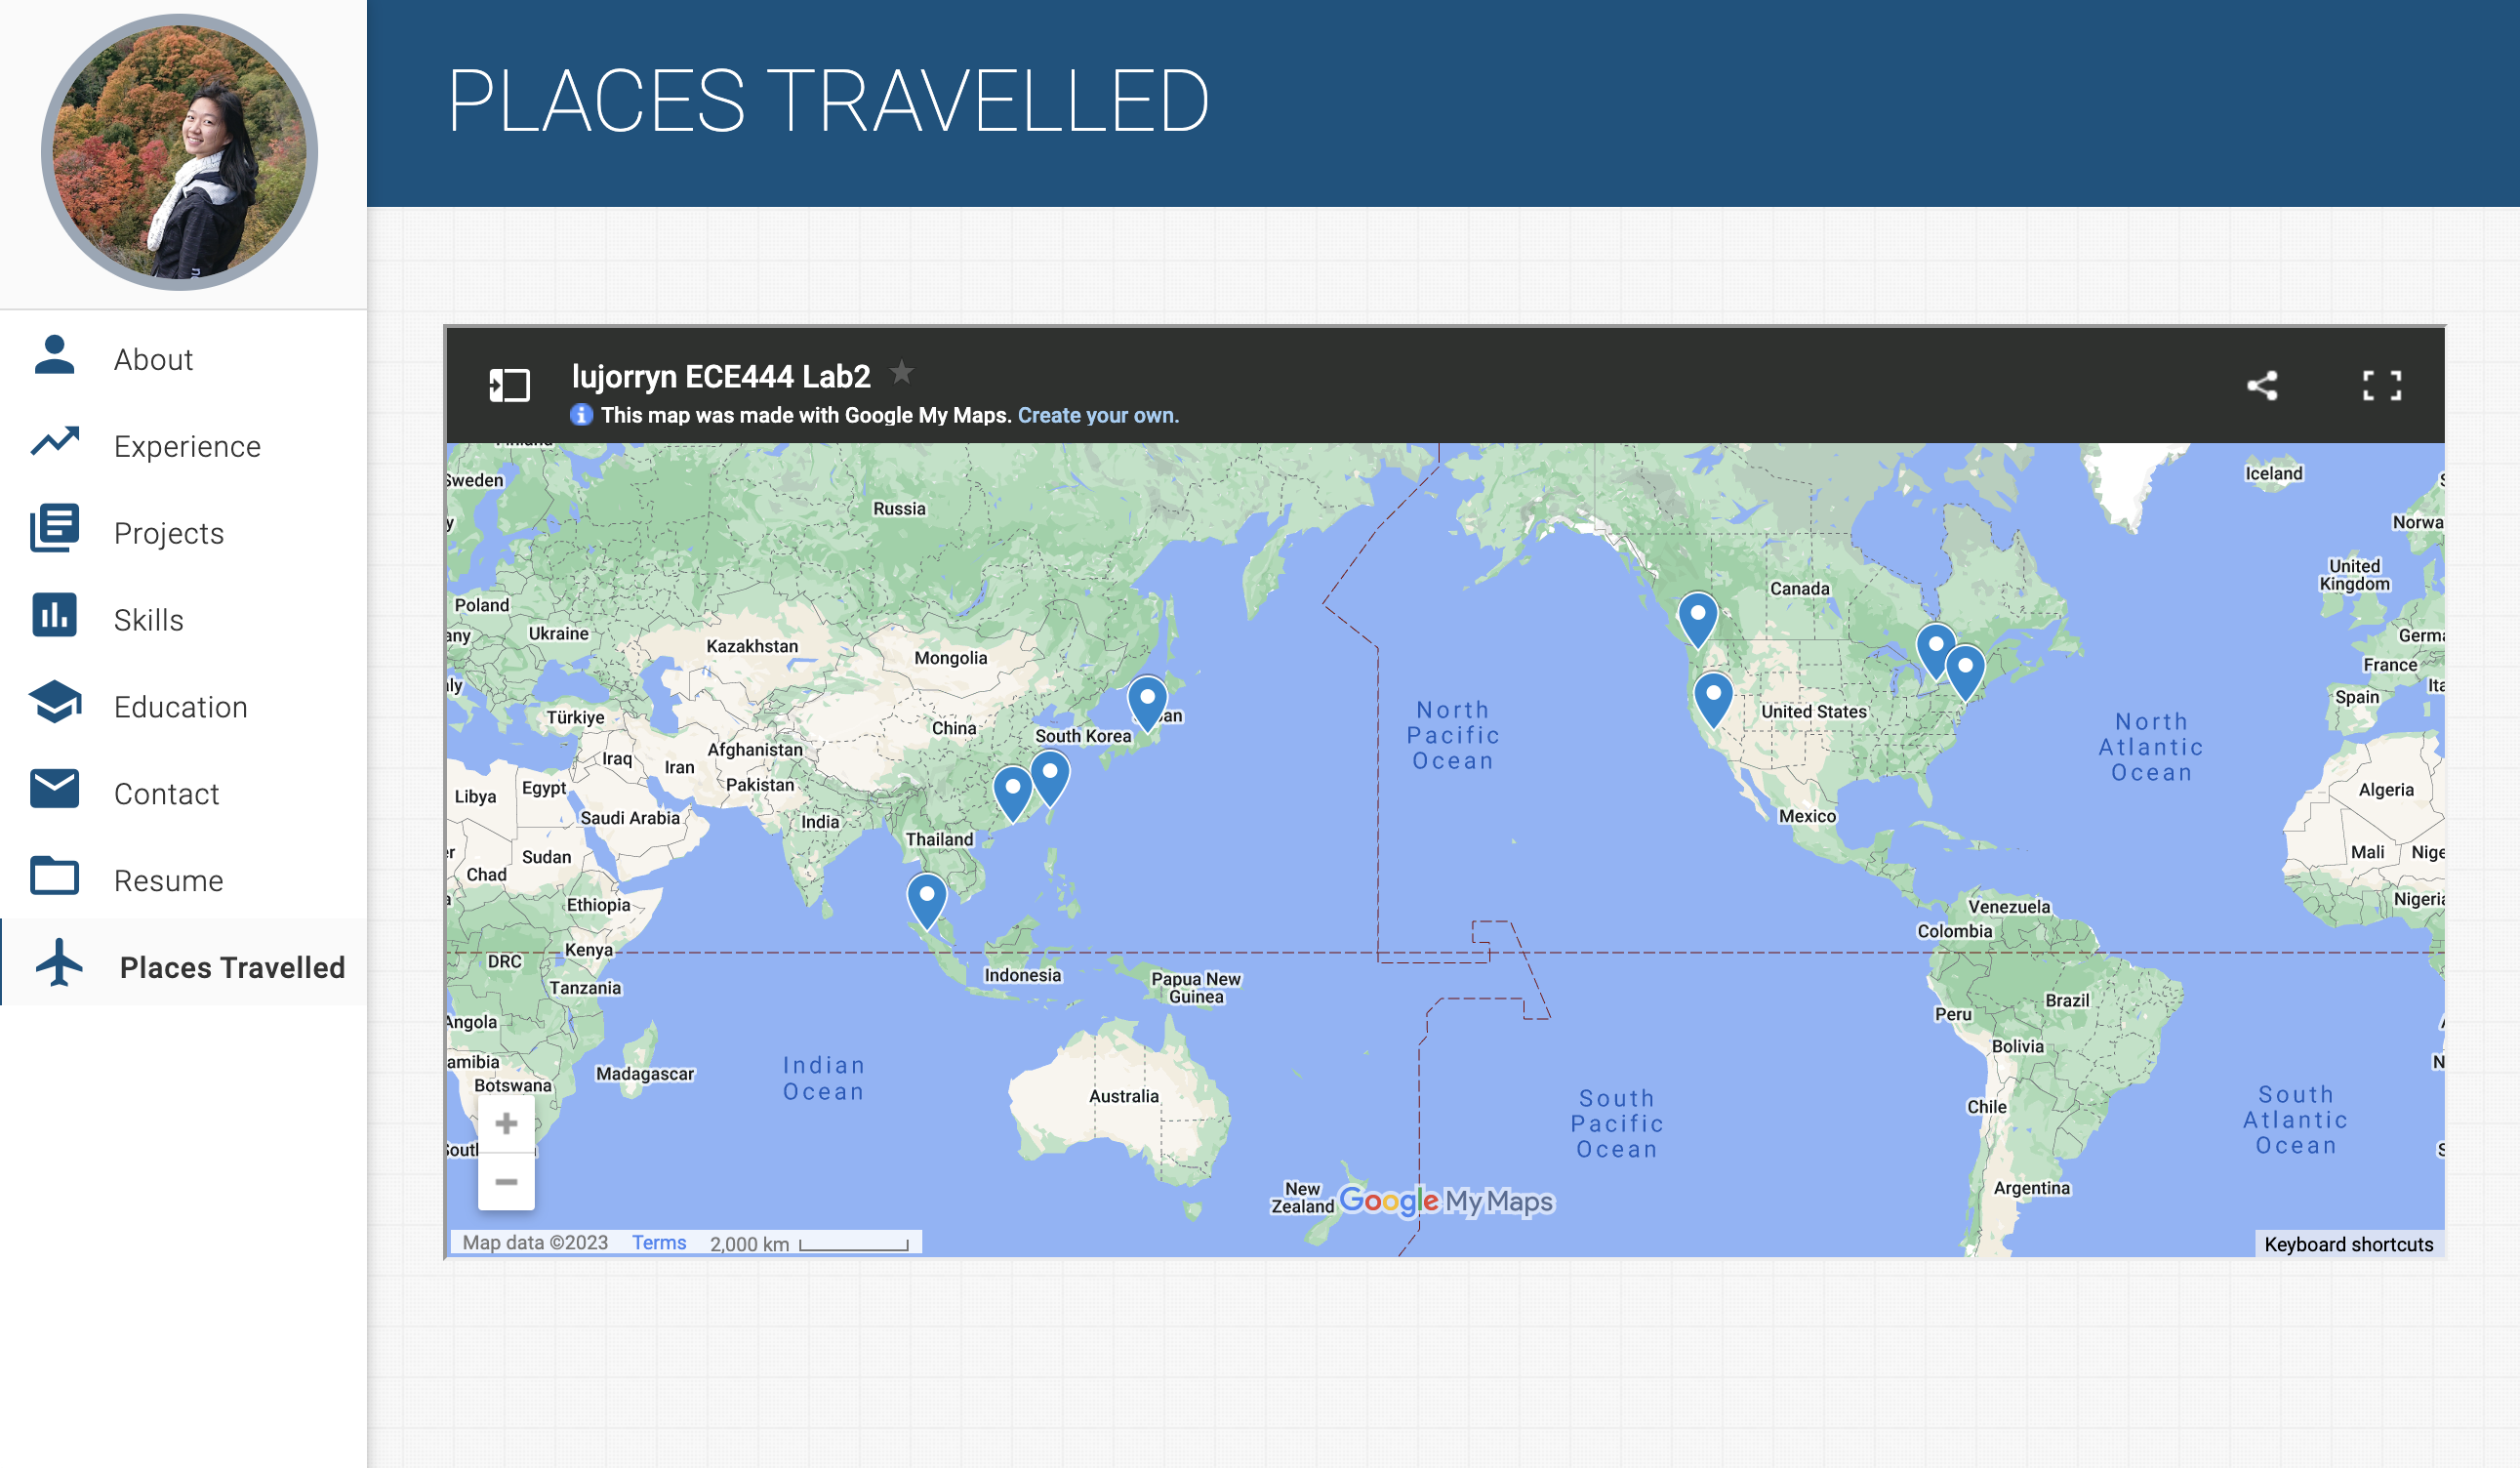 PLACES TRAVELLED
About
Experience
Projects
Skills
Education
Contact
Resume
Places Travelled
lujorryn ECE444 Lab2
This map was made with Google My Maps. Create your own.
Sweden
Russia
Iceland
Norwa
United
Kingdom
Canada
Poland
any
Ukraine
Kazakhstan
Mongolia
Germa
France
aly
Ita
Spain
Türkiye
China
South Korea
United States
Afghanistan
Iraq
Iran
Pakistan
North
Pacific
Ocean
North
Atlantic
Ocean
Libya
Egypt
Saudi Arabia
India
Thailand
Mexico
Algeria
Mali
Nige
Chad
Sudan
Ethiopia
Venezuela
Colombia
Nigeria
Kenya
DRC
Tanzania
Indonesia
Papua New
Guinea
Peru
Brazil
Bolivia
Angola
amibia
Botswana
Madagascar
Indian
Ocean
Australia
South
Pacific
Ocean
Chile
South
Atlantic
Ocean
Argentina
New
Zealand
Google My Maps
Map data ©2023
Terms
2,000 km
Keyboard shortcuts